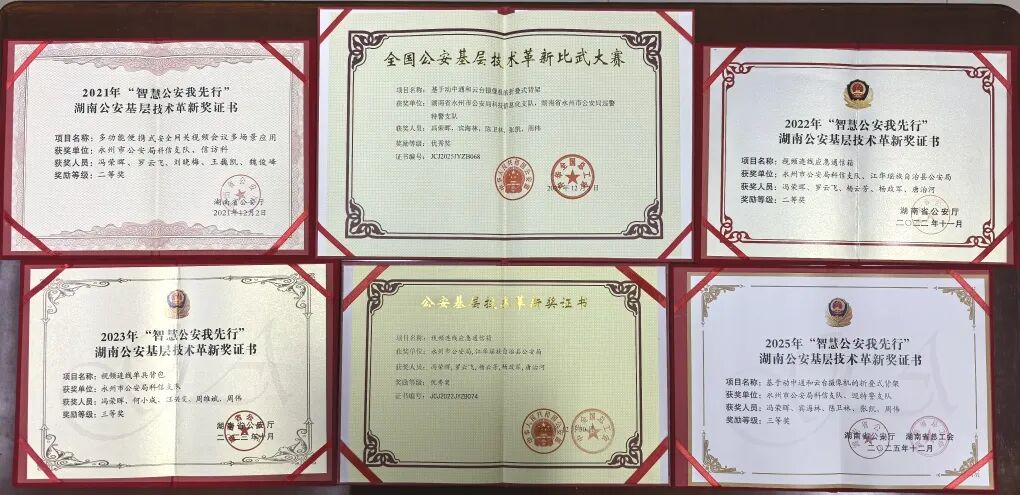 2021年“智慧公安我先行”
湖南公安基层技术革新奖证书
项目名称：多功能便携式安全网关视频会议多场景应用
获奖单位：永州市公安局科信支队、信访科
获奖人员：冯荣晖、罗云飞、刘晓梅、王巍凯、魏俊峰
奖励等级：二等奖
湖南省公安厅
2021年12月2日
全国公安基层技术革新比武大赛
项目名称：基于动中通和云台摄像机的折叠式背架
获奖单位：湖南省永州市公安局科技信息化支队，湖南省永州市公安局巡警
特警支队
获奖人员：冯荣晖，宾海林，陈卫林，张凯，周伟
奖励等级：优秀奖
证书编号：JCJ2025JYZB068
2022年“智慧公安我先行”
湖南公安基层技术革新奖证书
项目名称：视频连线应急通信箱
获奖单位：永州市公安局科信支队、江华瑶族自治县公安局
获奖人员：冯荣晖、罗云飞、杨云芳、杨政军、唐治河
奖励等级：二等奖
湖南省公安厅
二〇二二年十一月
2023年“智慧公安我先行”
湖南公安基层技术革新奖证书
项目名称：视频连线单兵背包
获奖单位：永州市公安局科信支队
获奖人员：冯荣晖、何小成、汪兴文、周维斌、周伟
奖励等级：三等奖
湖南省公安厅
二〇二三年十月
公安基层技术革新奖证书
项目名称：视频连线应急通信箱
获奖单位：永州市公安局,江华瑶族自治县公安局
获奖人员：冯荣晖,罗云飞,杨云芳,杨政军,唐治河
奖励等级：优秀奖
证书编号：JCJ2022JYZB074
2025年“智慧公安我先行”
湖南公安基层技术革新奖证书
项目名称：基于动中通和云台摄像机的折叠式背架
获奖单位：永州市公安局科信支队、巡特警支队
获奖人员：冯荣晖、宾海林、陈卫林、张凯、周伟
奖励等级：三等奖
湖南省公安厅 湖南省总工会
二〇二五年十二月